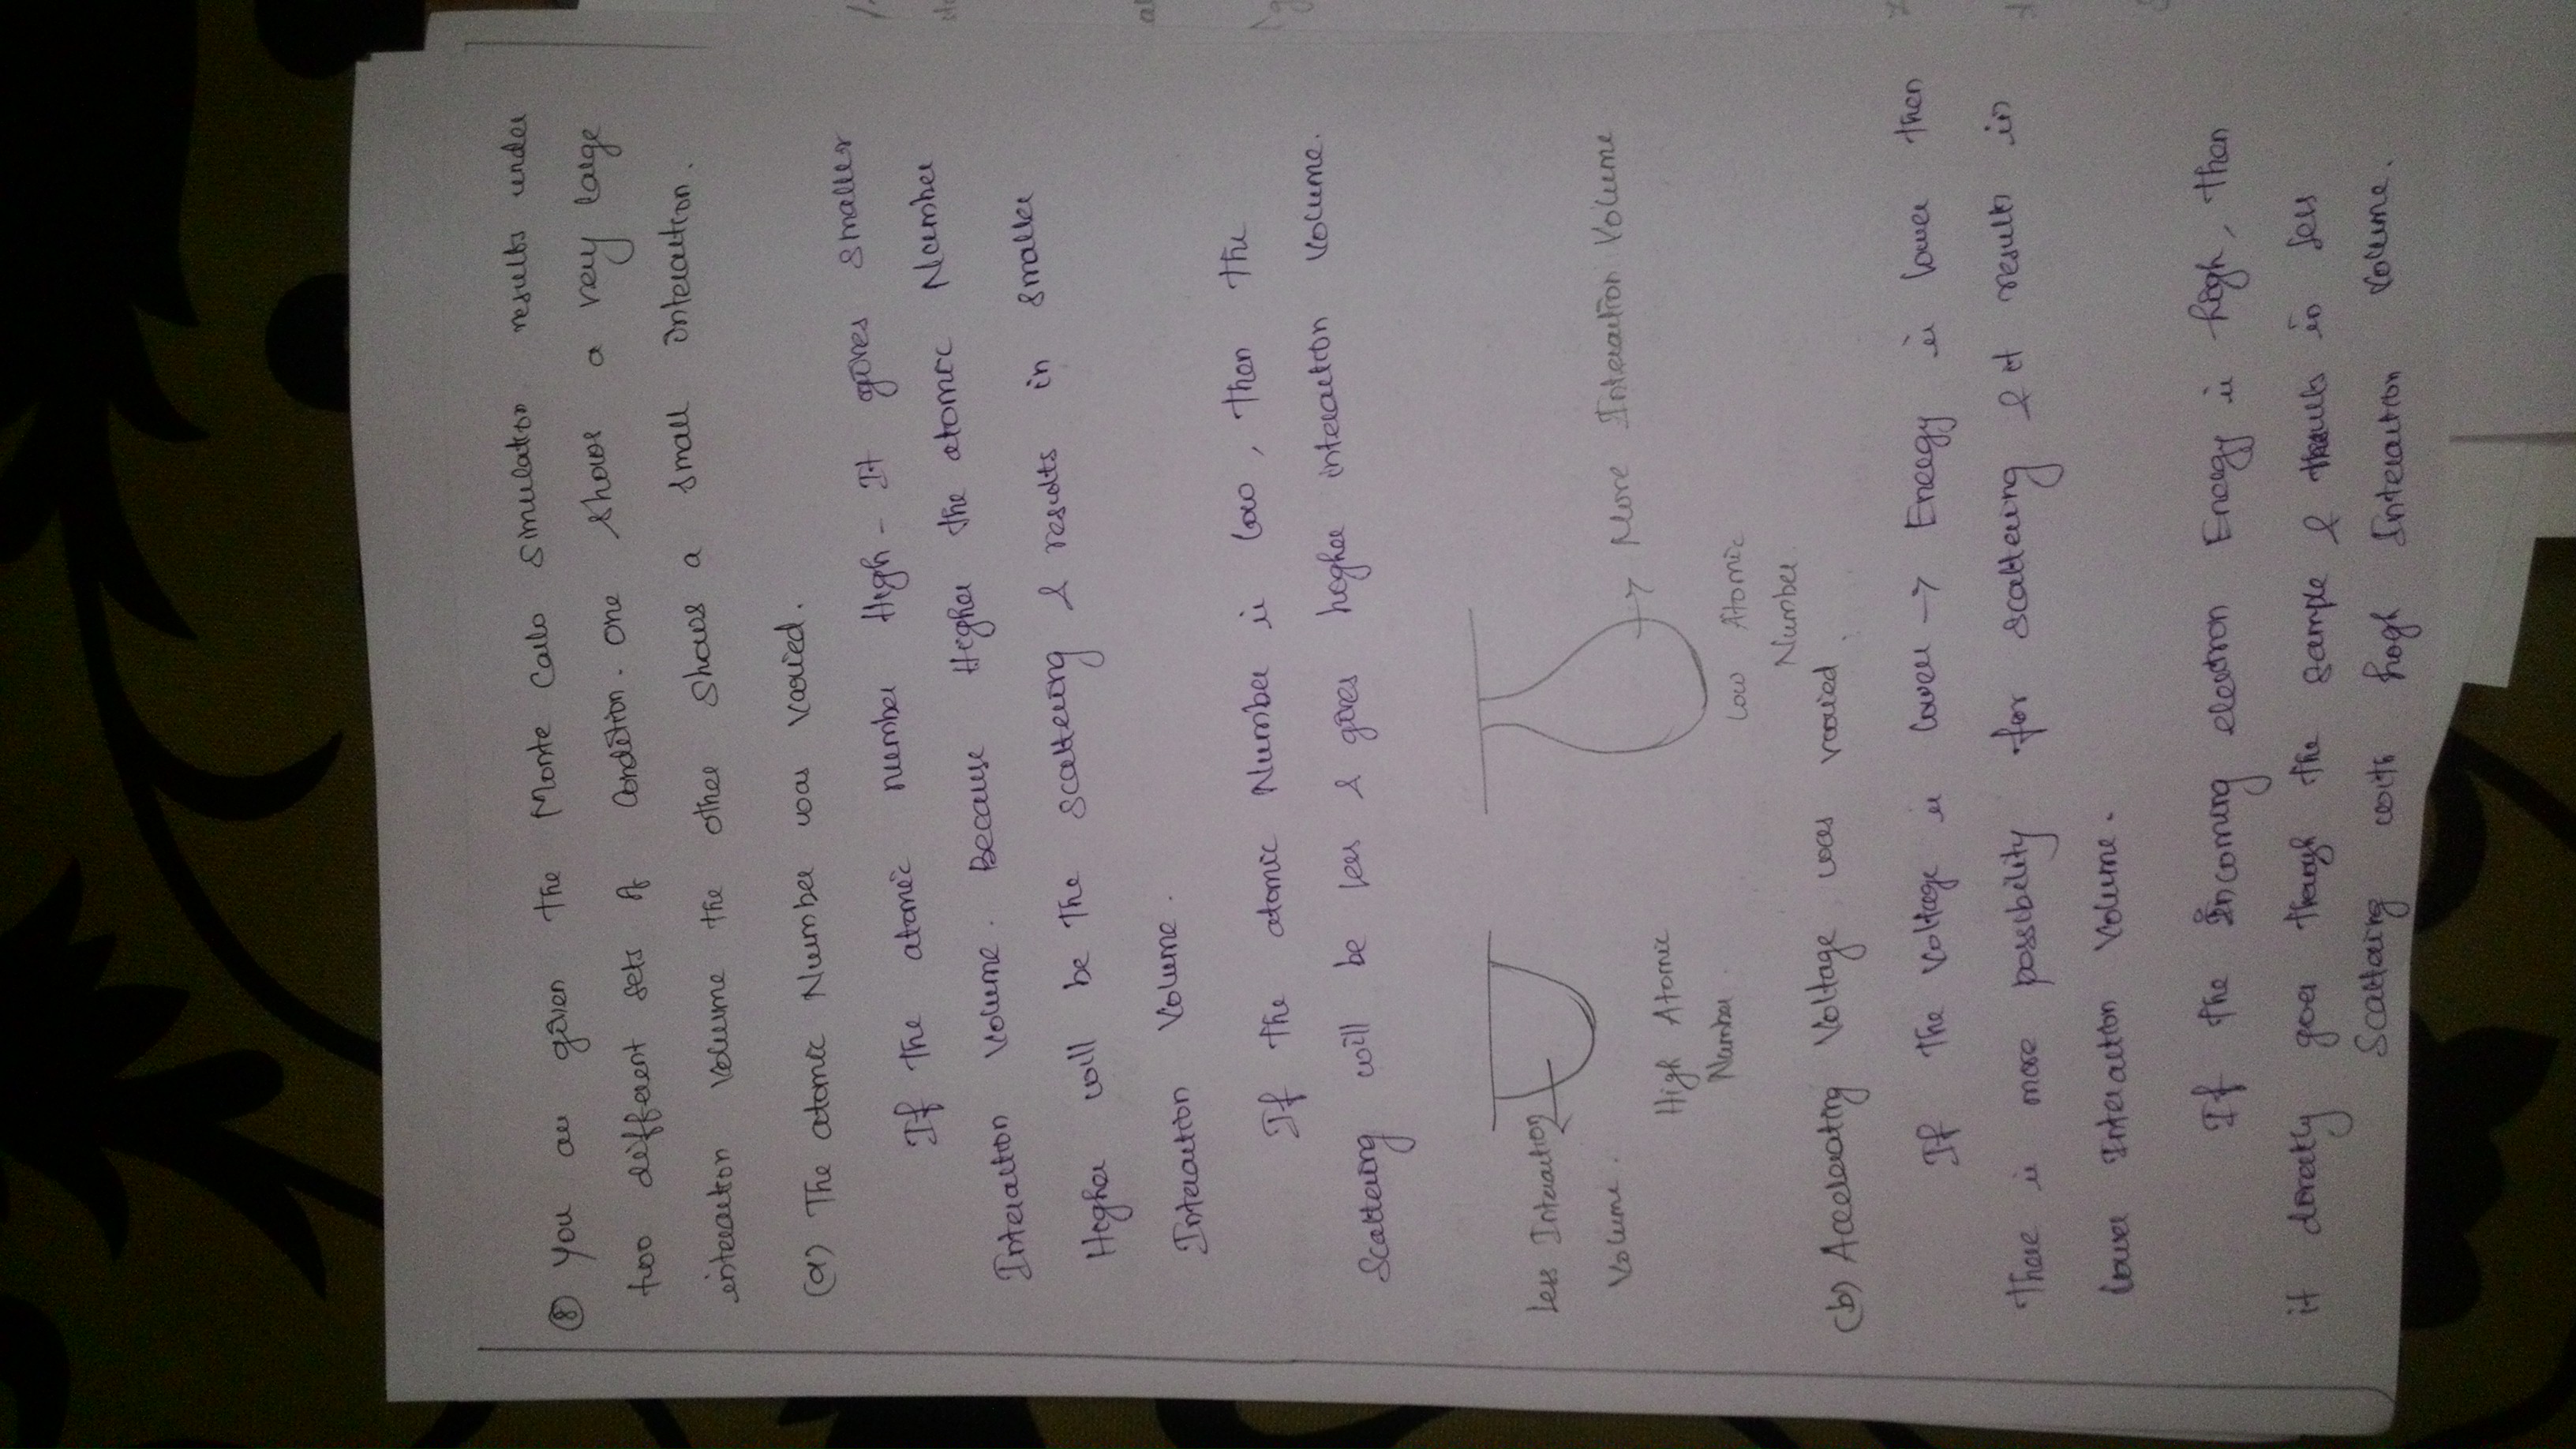 ⑧ You are given the Monte Carlo Simulation results under
two different sets of Condition. One shows a very large
interaction Volume the other shows a small interaction.
(a) The atomic Number was varied.
If the atomic number High - It gives smaller
Interaction Volume. Because Higher the atomic Number
Higher will be the scattering & results in smaller
Interaction Volume.
If the atomic Number is low, then the
Scattering will be less & gives higher interaction volume.
Less Interaction
Volume.
High Atomic
Number
More Interaction Volume
Low Atomic
Number
(b) Accelerating Voltage was varied
If the Voltage is lower → Energy is lower then
There is more possibility for scattering & it results in
lower Interaction Volume.
If the Incoming electron Energy is high, then
it directly goes through the sample & results in less
Scattering with high Interaction Volume.